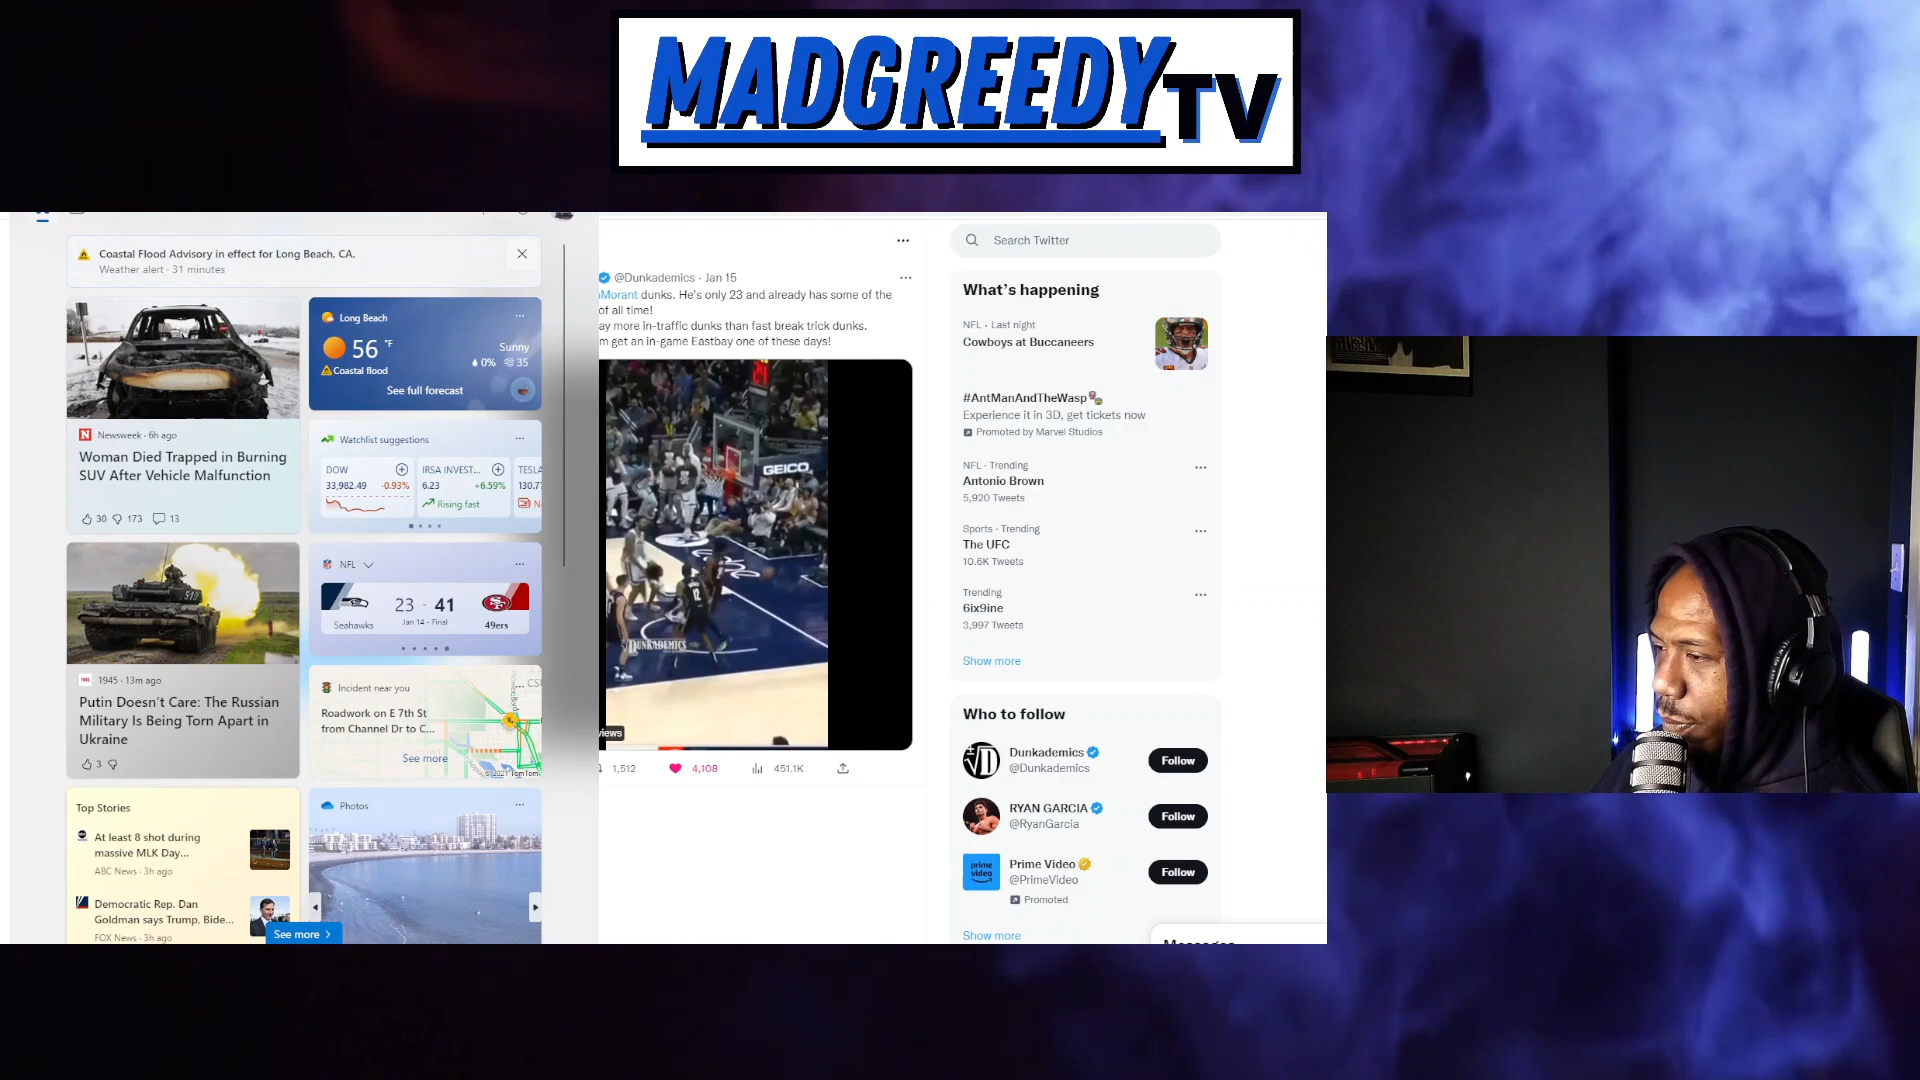 MADGREEDY TV
Coastal Flood Advisory in effect for Long Beach, CA.
Weather alert · 31 minutes
Newsweek · 6h ago
Woman Died Trapped in Burning
SUV After Vehicle Malfunction
30 173 13
Long Beach
56 °F
Sunny
0% 35
Coastal flood
See full forecast
Watchlist suggestions
DOW IRSA INVEST... TESLA
33,982.49 -0.93% 6.23 +6.59%
Rising fast
NFL
23 - 41
Jan 14 - Final
Seahawks 49ers
510
1945 · 13m ago
Putin Doesn't Care: The Russian
Military Is Being Torn Apart in
Ukraine
3
Incident near you
Roadwork on E 7th St
from Channel Dr to C...
See more
Top Stories
At least 8 shot during
massive MLK Day...
ABC News · 3h ago
Democratic Rep. Dan
Goldman says Trump, Bide...
FOX News · 3h ago
See more
Photos
@Dunkademics · Jan 15
Morant dunks. He's only 23 and already has some of the
of all time!
more in-traffic dunks than fast break trick dunks.
get an in-game Eastbay one of these days!
GEICO
12
DUNKADEMICS
views
1,512 4,108 451.1K
Search Twitter
What's happening
NFL · Last night
Cowboys at Buccaneers
#AntManAndTheWasp
Experience it in 3D, get tickets now
Promoted by Marvel Studios
NFL · Trending
Antonio Brown
5,920 Tweets
Sports · Trending
The UFC
10.6K Tweets
Trending
6ix9ine
3,997 Tweets
Show more
Who to follow
Dunkademics
@Dunkademics
Follow
RYAN GARCIA
@RyanGarcia
Follow
prime
video
Prime Video
@PrimeVideo
Follow
Promoted
Show more
HUSSLE